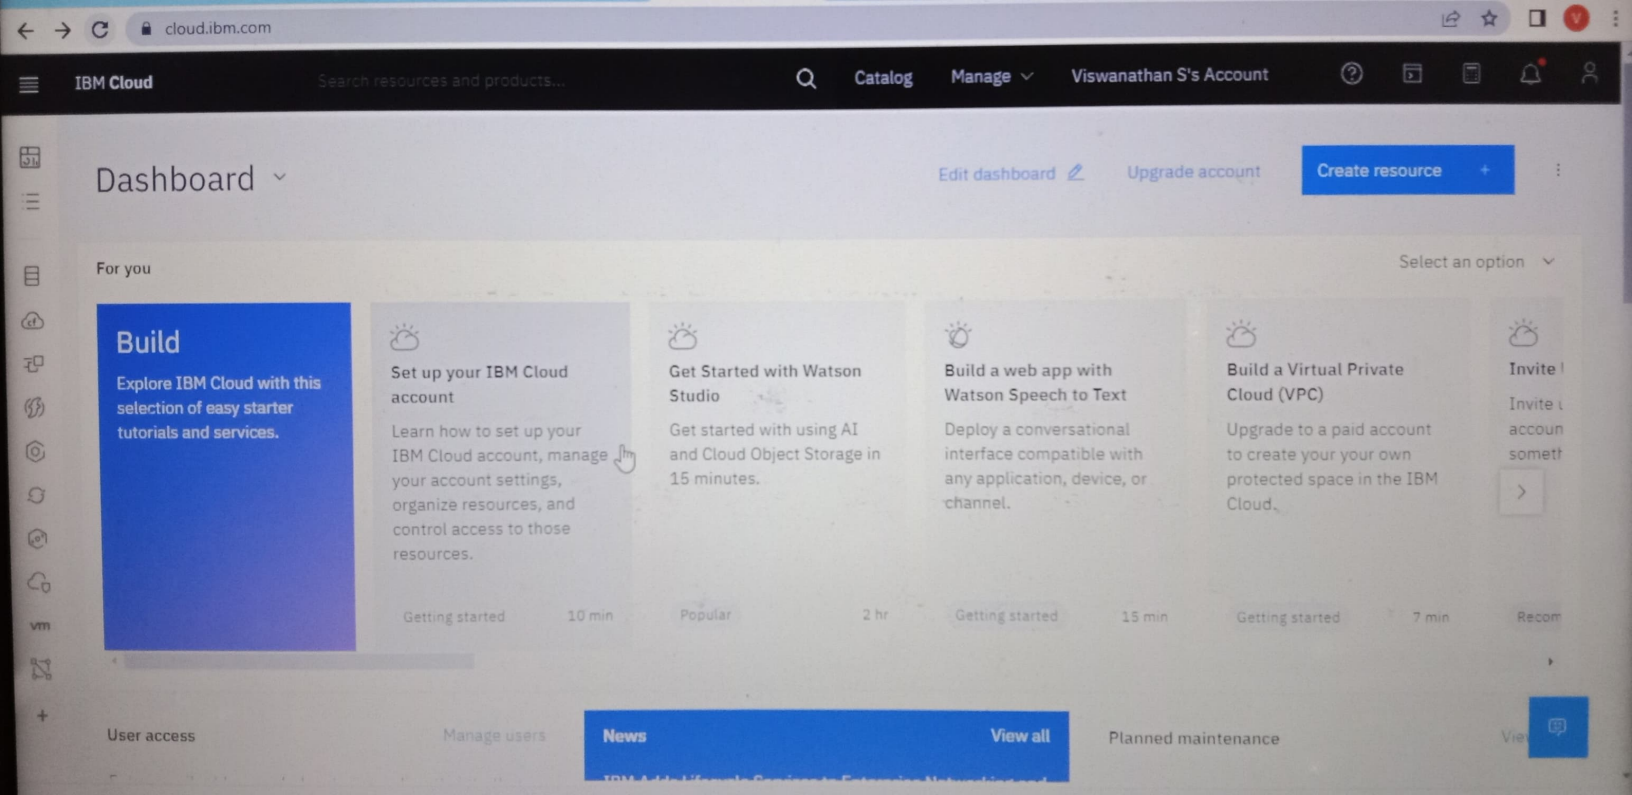 cloud.ibm.com
IBM Cloud
Search resources and products...
Catalog
Manage
Viswanathan S's Account
V
Dashboard
Edit dashboard
Upgrade account
Create resource +
For you
Select an option
Build
Explore IBM Cloud with this
selection of easy starter
tutorials and services.
Set up your IBM Cloud
account
Learn how to set up your
IBM Cloud account, manage
your account settings,
organize resources, and
control access to those
resources.
Getting started
10 min
Get Started with Watson
Studio
Get started with using AI
and Cloud Object Storage in
15 minutes.
Popular
2 hr
Build a web app with
Watson Speech to Text
Deploy a conversational
interface compatible with
any application, device, or
channel.
Getting started
15 min
Build a Virtual Private
Cloud (VPC)
Upgrade to a paid account
to create your your own
protected space in the IBM
Cloud.
Getting started
7 min
Invite
Invite
accoun
someth
Recom
vm
User access
Manage users
News
View all
Planned maintenance
Vie